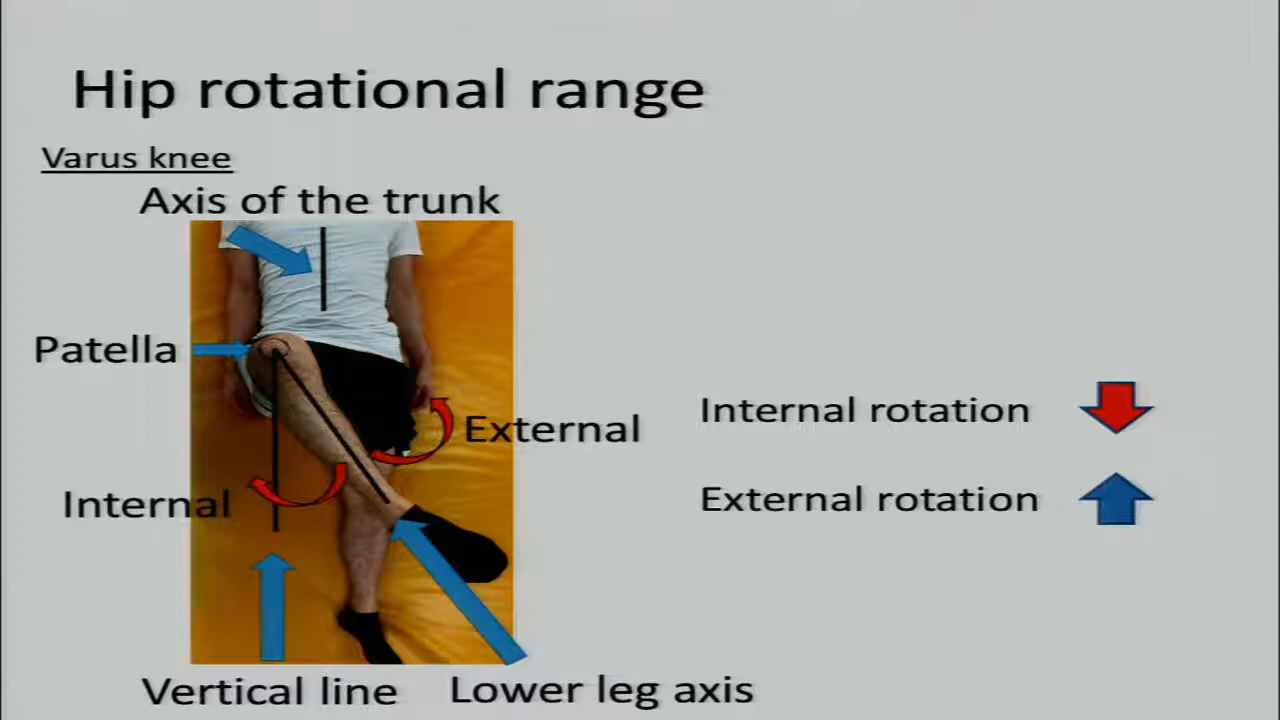 Hip rotational range
Varus knee
Axis of the trunk
Patella
External
Internal
Vertical line
Lower leg axis
Internal rotation
External rotation